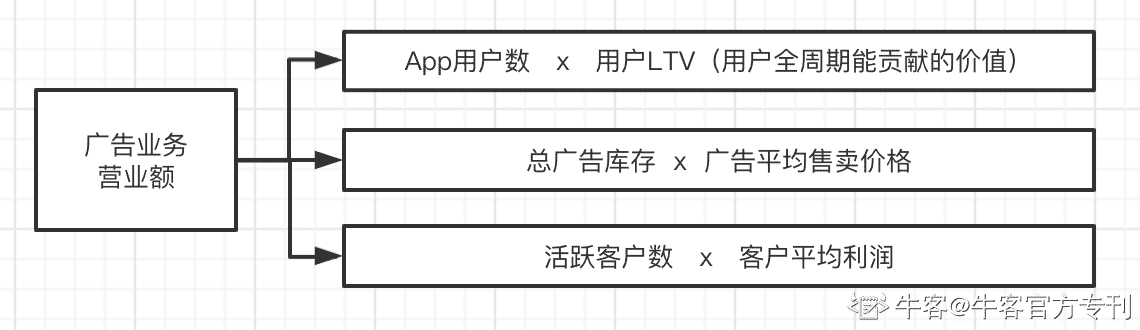 App用户数 x 用户LTV（用户全周期能贡献的价值）
广告业务
营业额
总广告库存 x 广告平均售卖价格
活跃客户数 x 客户平均利润
牛客@牛客官方专刊